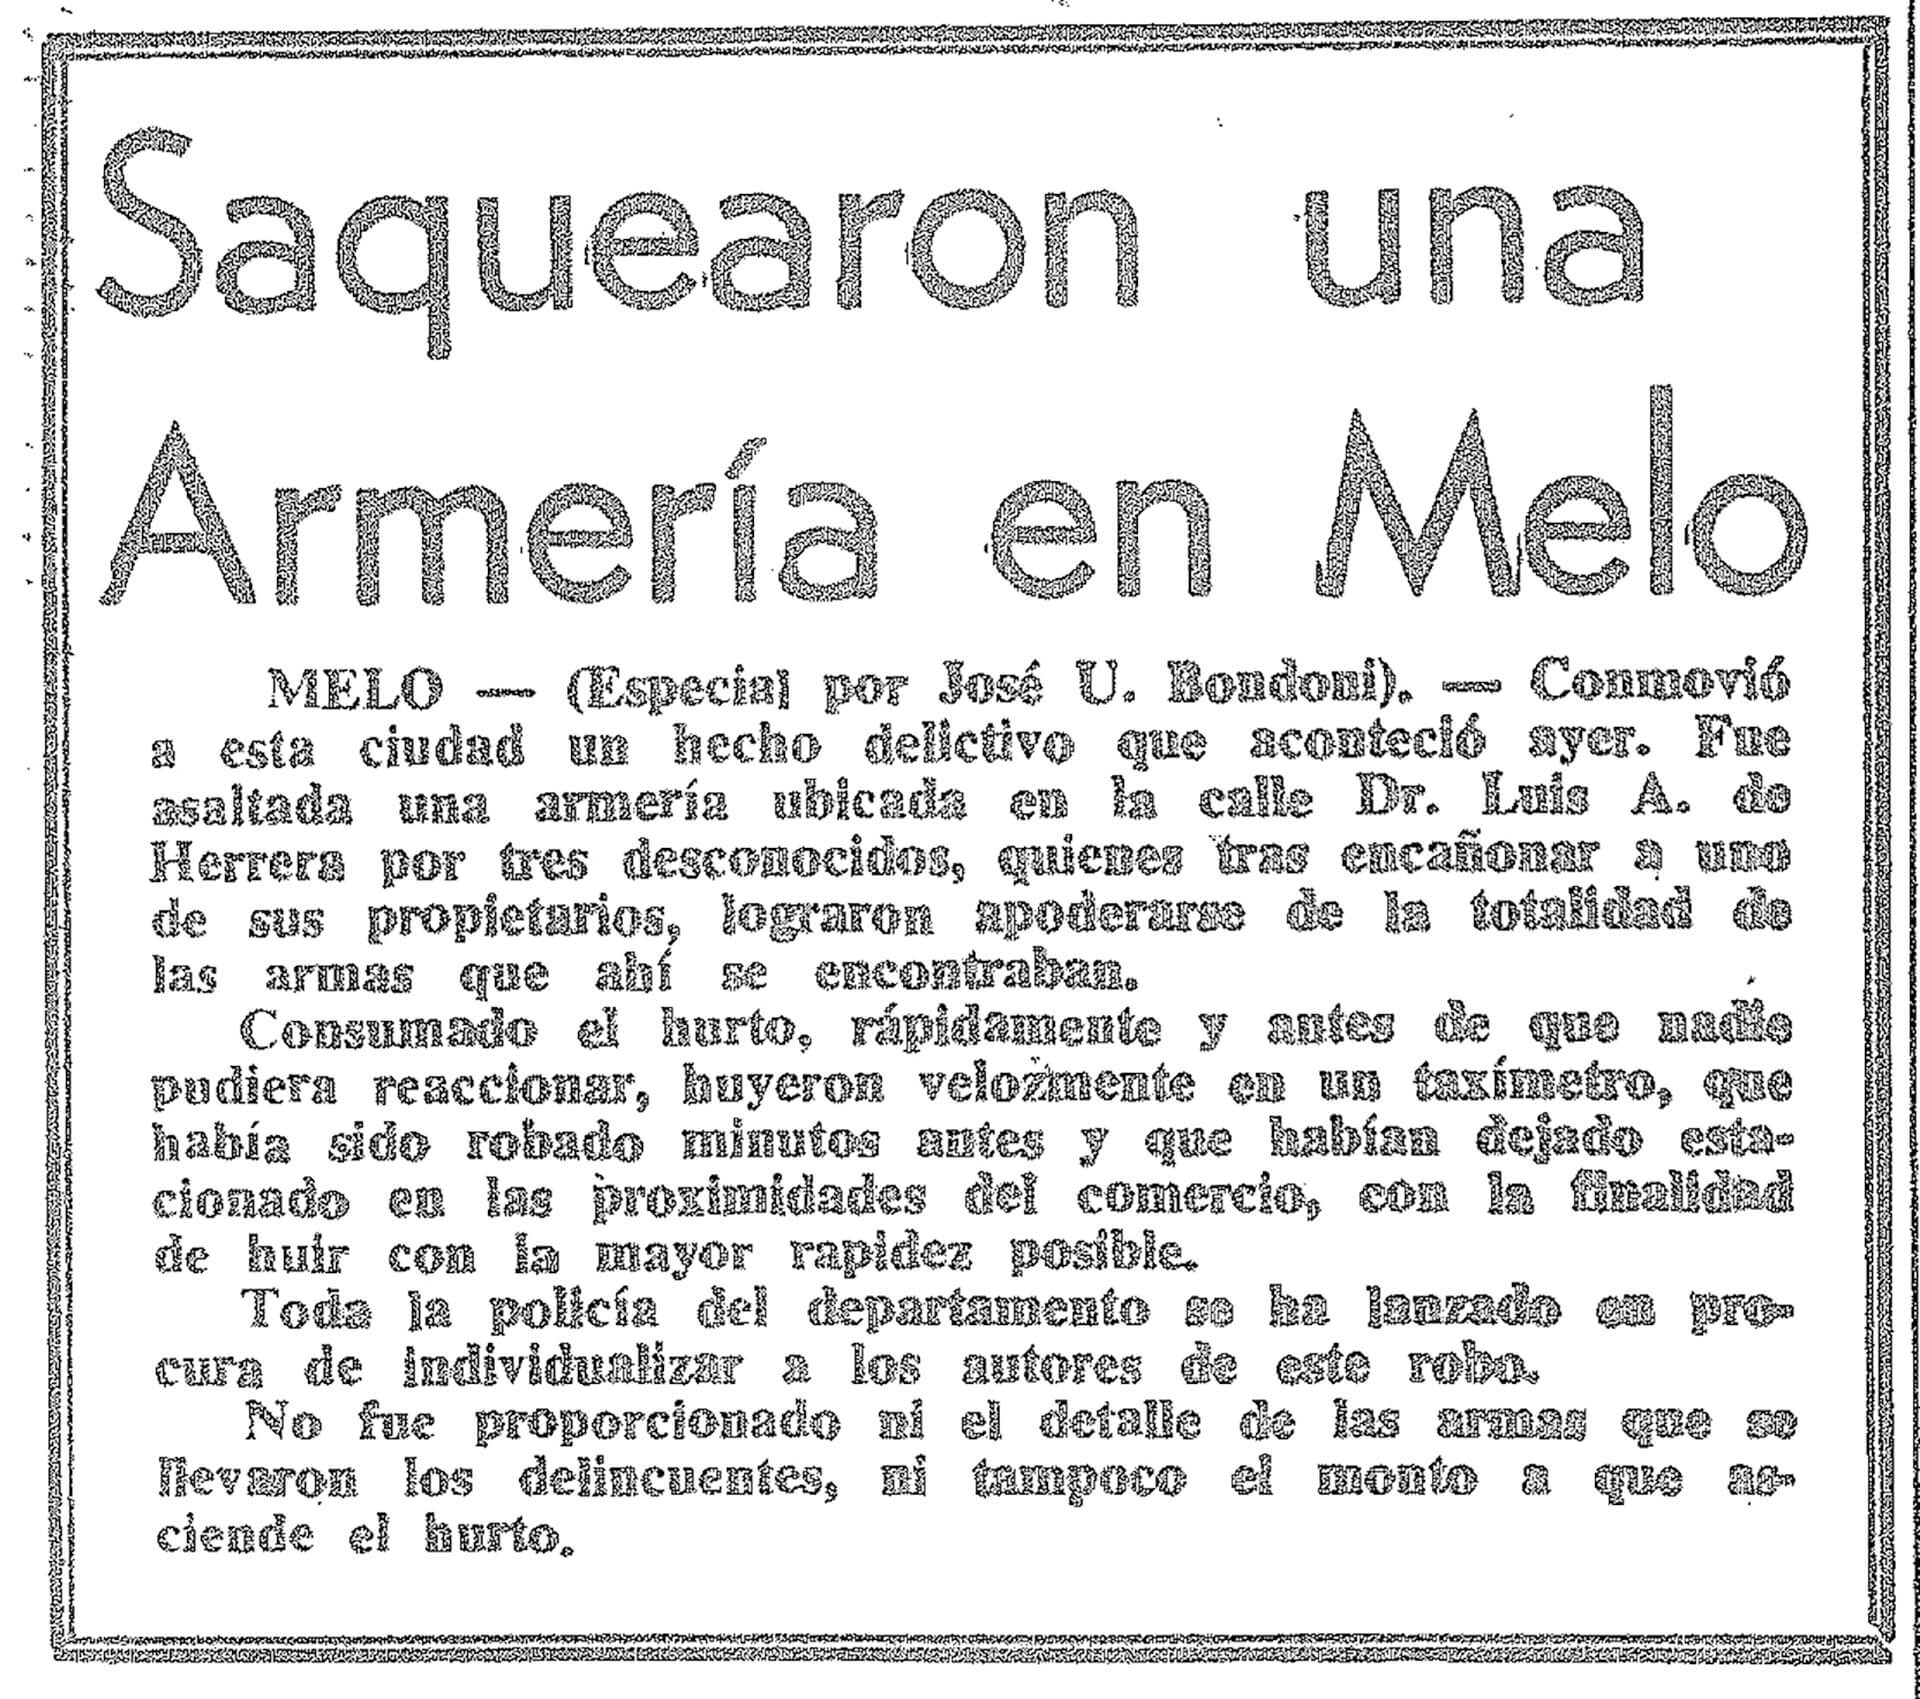 Saquearon una
Armería en Melo
MELO — (Especial por José U. Bondoni). — Conmovió
a esta ciudad un hecho delictivo que aconteció ayer. Fue
asaltada una armería ubicada en la calle Dr. Luis A. de
Herrera por tres desconocidos, quienes tras encañonar a uno
de sus propietarios, lograron apoderarse de la totalidad de
las armas que ahí se encontraban.
Consumado el hurto, rápidamente y antes de que nadie
pudiera reaccionar, huyeron velozmente en un taxímetro, que
había sido robado minutos antes y que habían dejado esta-
cionado en las proximidades del comercio, con la finalidad
de huir con la mayor rapidez posible.
Toda la policía del departamento se ha lanzado en pro-
cura de individualizar a los autores de este robo.
No fue proporcionado ni el detalle de las armas que se
llevaron los delincuentes, ni tampoco el monto a que as-
ciende el hurto.